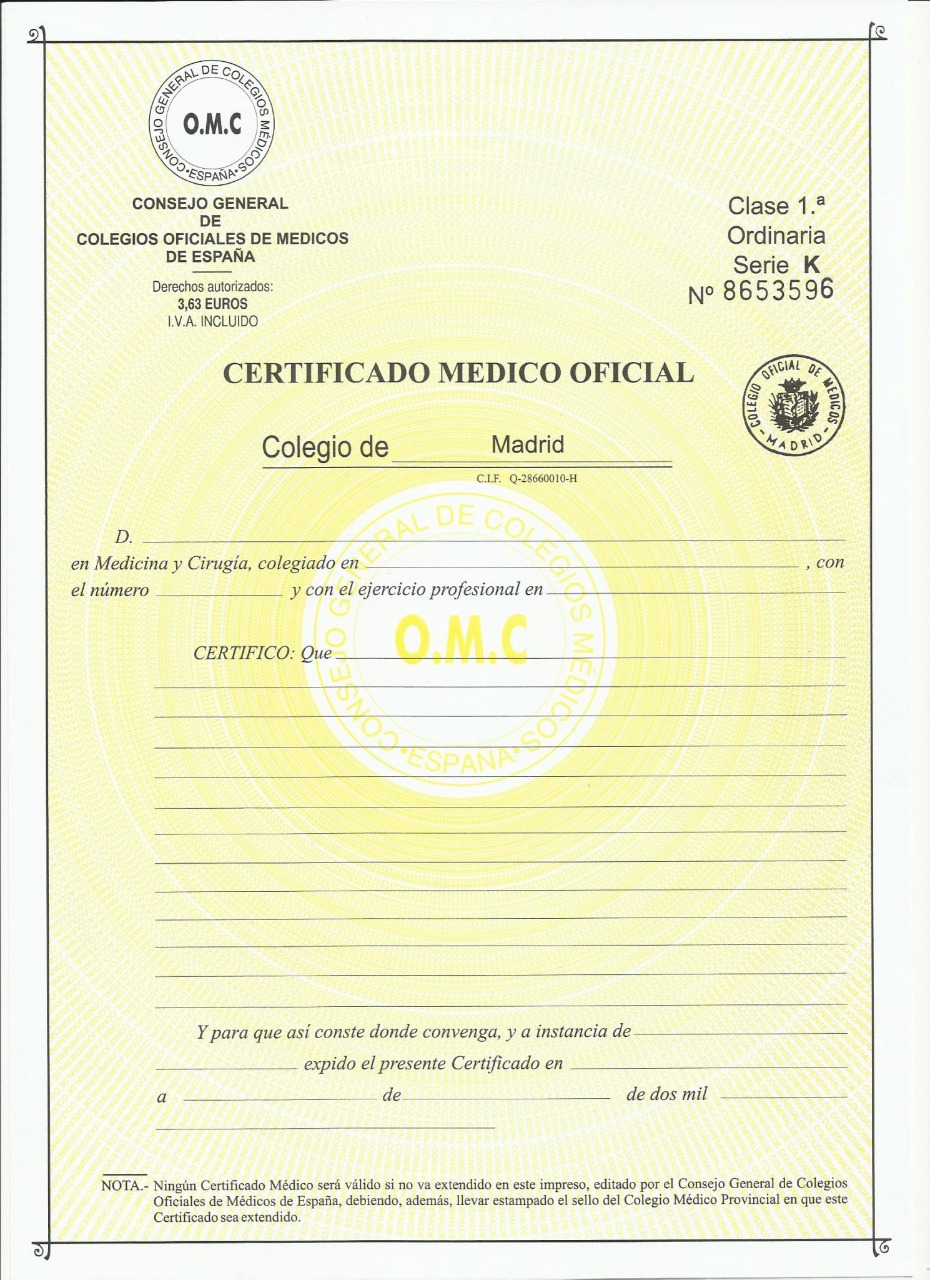 CONSEJO GENERAL DE COLEGIOS MÉDICOS
·ESPAÑA·
O.M.C
CONSEJO GENERAL
DE
COLEGIOS OFICIALES DE MEDICOS
DE ESPAÑA
Derechos autorizados:
3,63 EUROS
I.V.A. INCLUIDO
Clase 1.ª
Ordinaria
Serie K
Nº 8653596
CERTIFICADO MEDICO OFICIAL
COLEGIO OFICIAL DE MEDICOS
- MADRID -
Colegio de Madrid
C.I.F. Q-28660010-H
D.
en Medicina y Cirugía, colegiado en , con
el número y con el ejercicio profesional en
CONSEJO GENERAL DE COLEGIOS MÉDICOS
·ESPAÑA·
O.M.C
CERTIFICO: Que
Y para que así conste donde convenga, y a instancia de
expido el presente Certificado en
a de de dos mil
NOTA.- Ningún Certificado Médico será válido si no va extendido en este impreso, editado por el Consejo General de Colegios
Oficiales de Médicos de España, debiendo, además, llevar estampado el sello del Colegio Médico Provincial en que este
Certificado sea extendido.